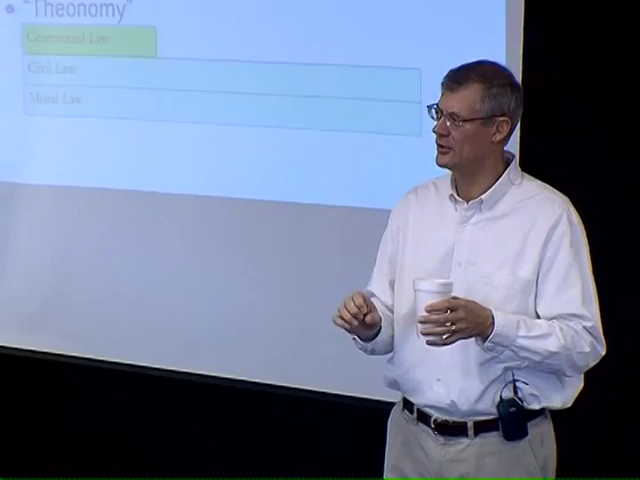 • "Theonomy"
Ceremonial Law
Civil Law
Moral Law